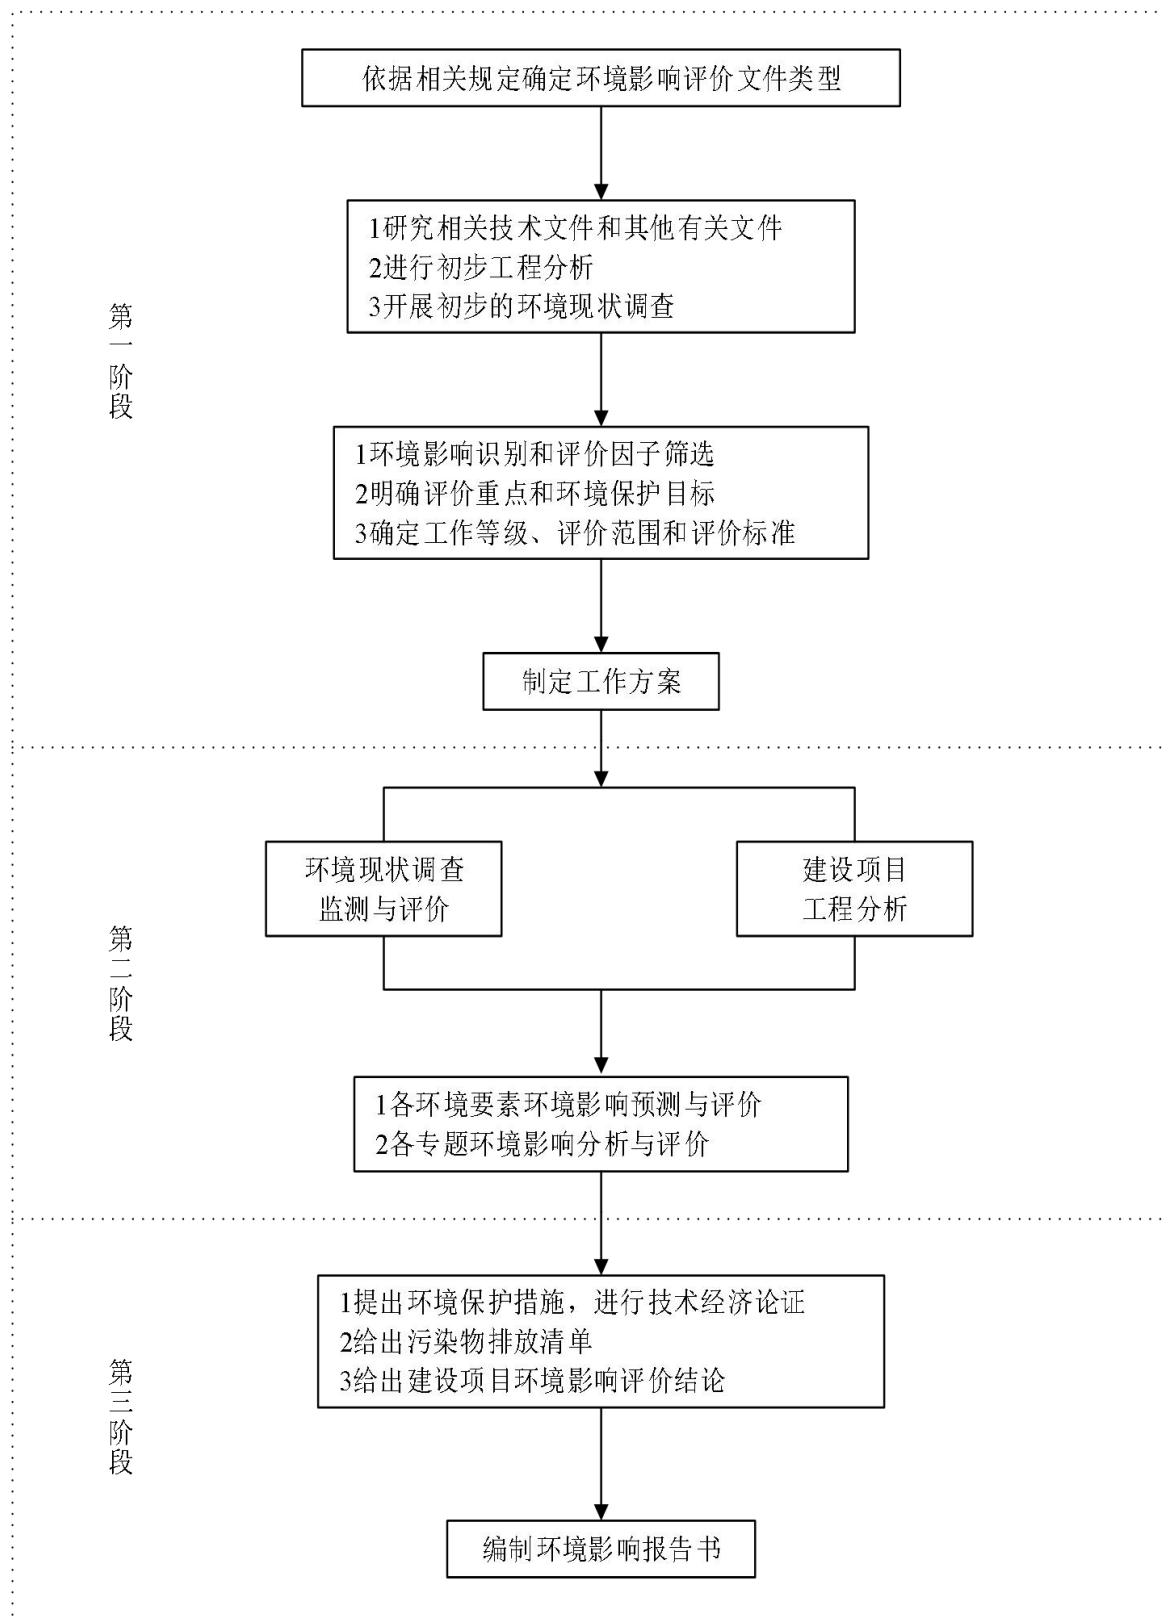 依据相关规定确定环境影响评价文件类型
1研究相关技术文件和其他有关文件
2进行初步工程分析
3开展初步的环境现状调查
第一阶段
1环境影响识别和评价因子筛选
2明确评价重点和环境保护目标
3确定工作等级、评价范围和评价标准
制定工作方案
环境现状调查
监测与评价
建设项目
工程分析
第二阶段
1各环境要素环境影响预测与评价
2各专题环境影响分析与评价
1提出环境保护措施，进行技术经济论证
2给出污染物排放清单
3给出建设项目环境影响评价结论
第三阶段
编制环境影响报告书